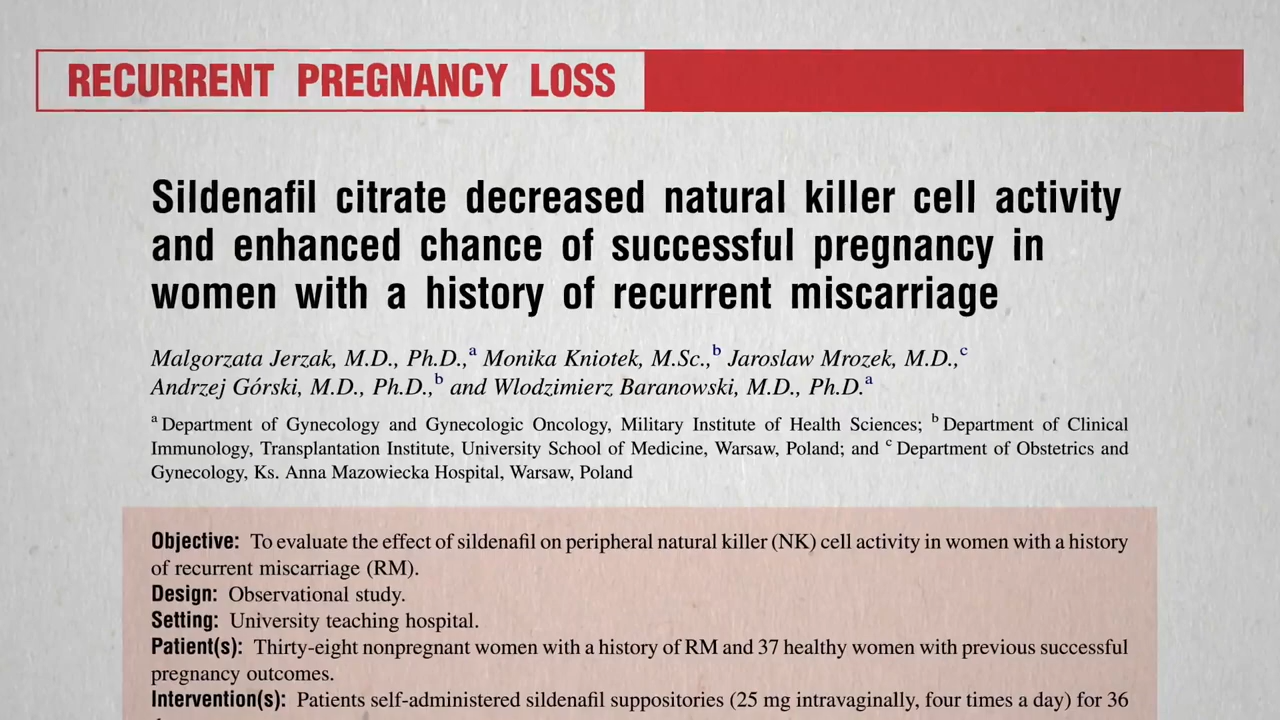 RECURRENT PREGNANCY LOSS
Sildenafil citrate decreased natural killer cell activity
and enhanced chance of successful pregnancy in
women with a history of recurrent miscarriage
Malgorzata Jerzak, M.D., Ph.D.,a Monika Kniotek, M.Sc.,b Jaroslaw Mrozek, M.D.,c
Andrzej Górski, M.D., Ph.D.,b and Wlodzimierz Baranowski, M.D., Ph.D.a
a Department of Gynecology and Gynecologic Oncology, Military Institute of Health Sciences; b Department of Clinical
Immunology, Transplantation Institute, University School of Medicine, Warsaw, Poland; and c Department of Obstetrics and
Gynecology, Ks. Anna Mazowiecka Hospital, Warsaw, Poland
Objective: To evaluate the effect of sildenafil on peripheral natural killer (NK) cell activity in women with a history
of recurrent miscarriage (RM).
Design: Observational study.
Setting: University teaching hospital.
Patient(s): Thirty-eight nonpregnant women with a history of RM and 37 healthy women with previous successful
pregnancy outcomes.
Intervention(s): Patients self-administered sildenafil suppositories (25 mg intravaginally, four times a day) for 36